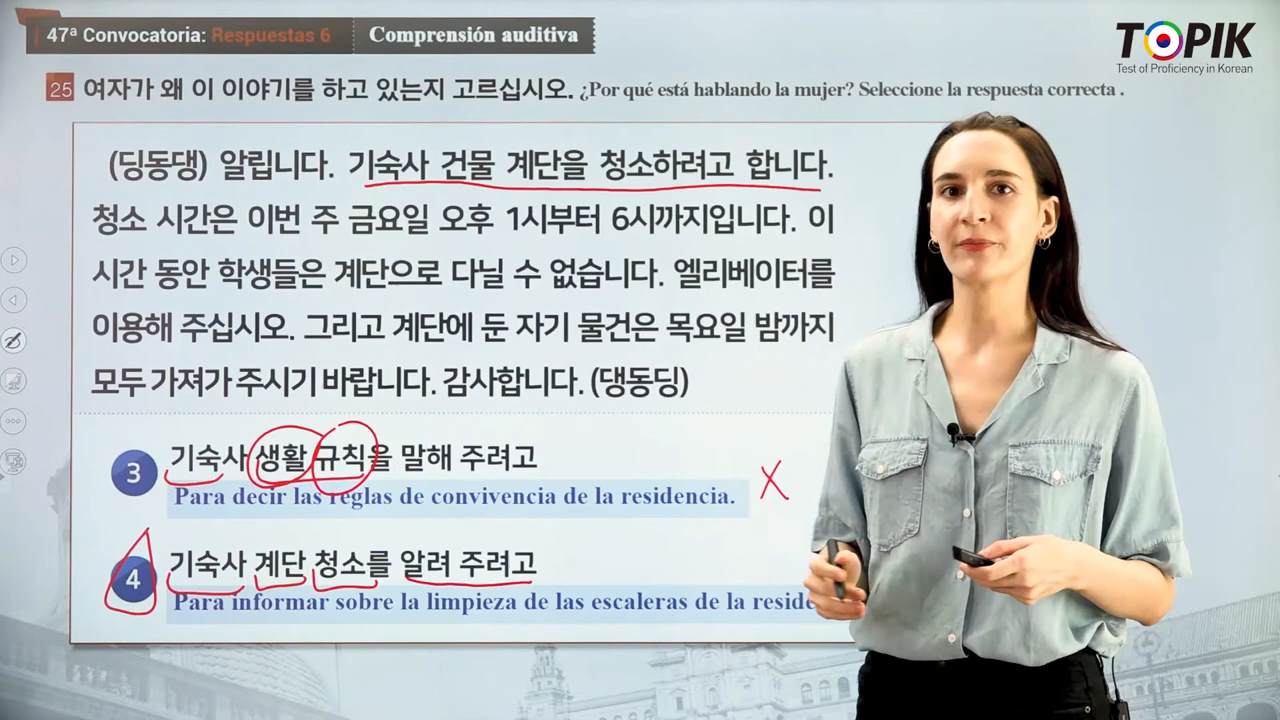 47ª Convocatoria: Respuestas 6 Comprensión auditiva
TOPIK
Test of Proficiency in Korean
25 여자가 왜 이 이야기를 하고 있는지 고르십시오. ¿Por qué está hablando la mujer? Seleccione la respuesta correcta .
(딩동댕) 알립니다. 기숙사 건물 계단을 청소하려고 합니다.
청소 시간은 이번 주 금요일 오후 1시부터 6시까지입니다. 이
시간 동안 학생들은 계단으로 다닐 수 없습니다. 엘리베이터를
이용해 주십시오. 그리고 계단에 둔 자기 물건은 목요일 밤까지
모두 가져가 주시기 바랍니다. 감사합니다. (댕동딩)
3 기숙사 생활 규칙을 말해 주려고
Para decir las reglas de convivencia de la residencia. X
4 기숙사 계단 청소를 알려 주려고
Para informar sobre la limpieza de las escaleras de la reside